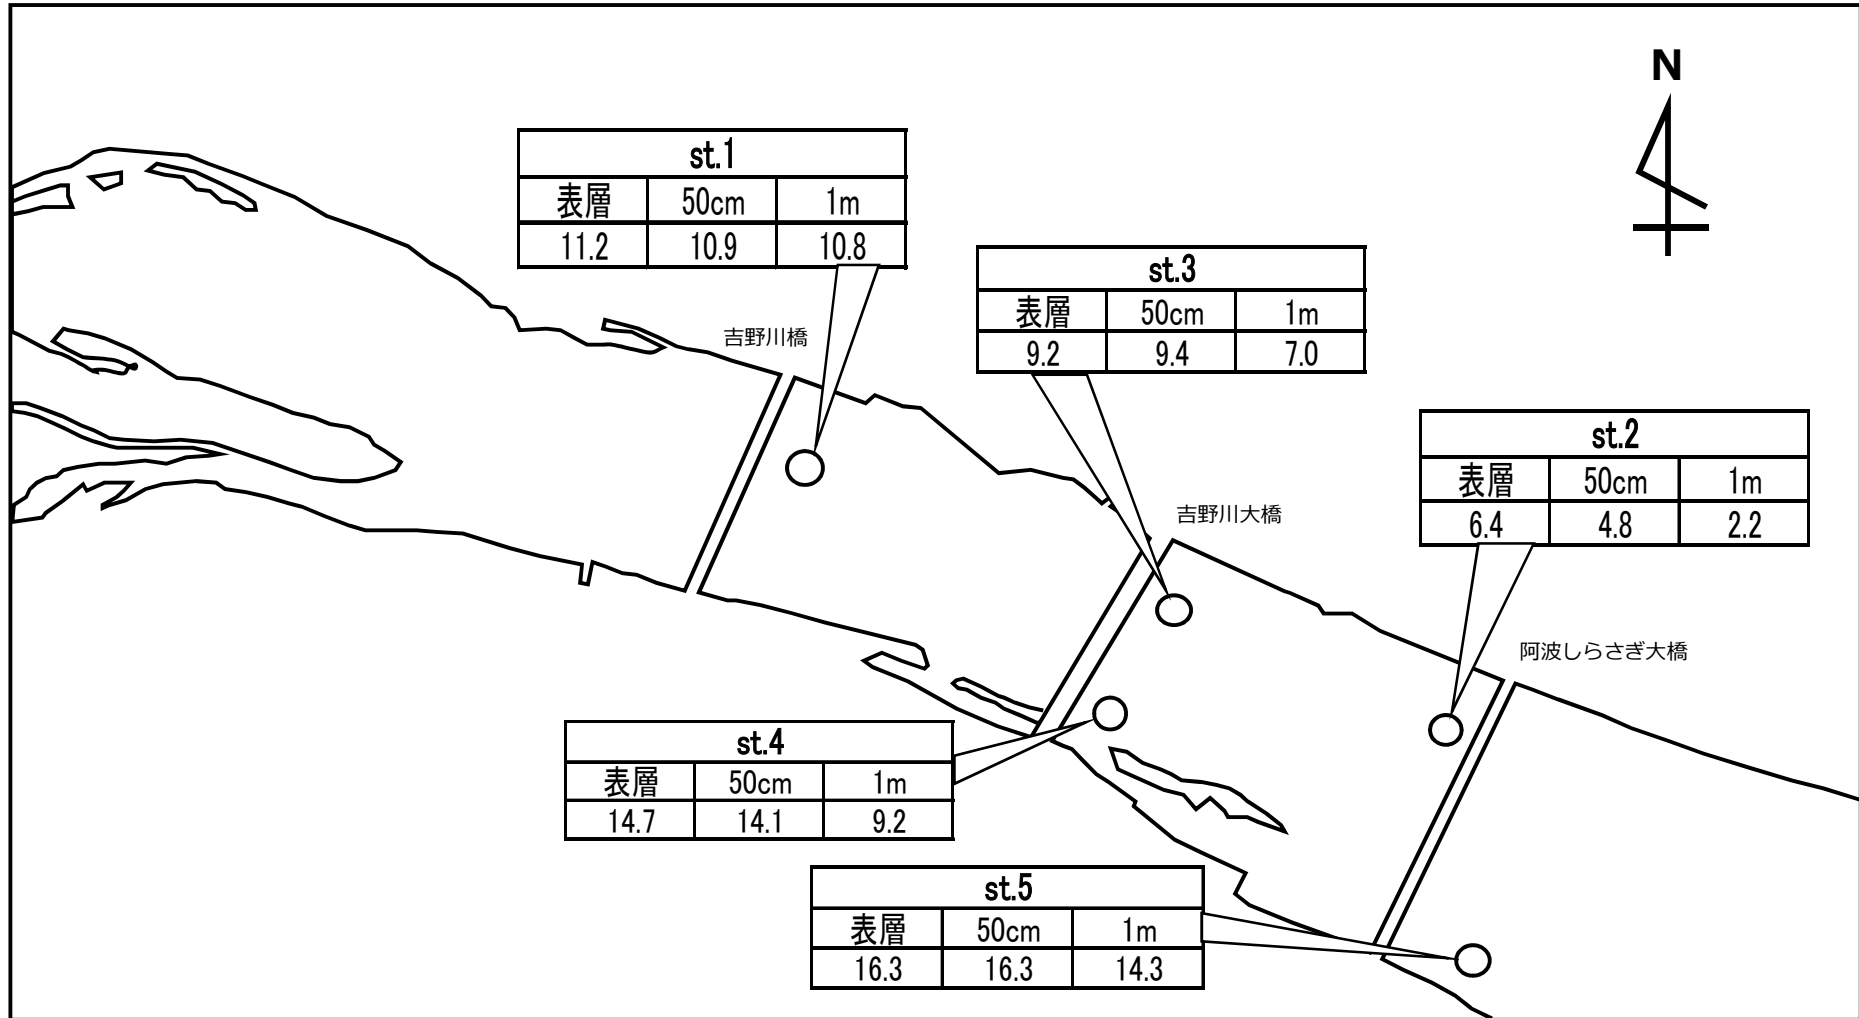 N
st.1
表層 50cm 1m
11.2 10.9 10.8
吉野川橋
st.3
表層 50cm 1m
9.2 9.4 7.0
st.2
表層 50cm 1m
6.4 4.8 2.2
吉野川大橋
阿波しらさぎ大橋
st.4
表層 50cm 1m
14.7 14.1 9.2
st.5
表層 50cm 1m
16.3 16.3 14.3